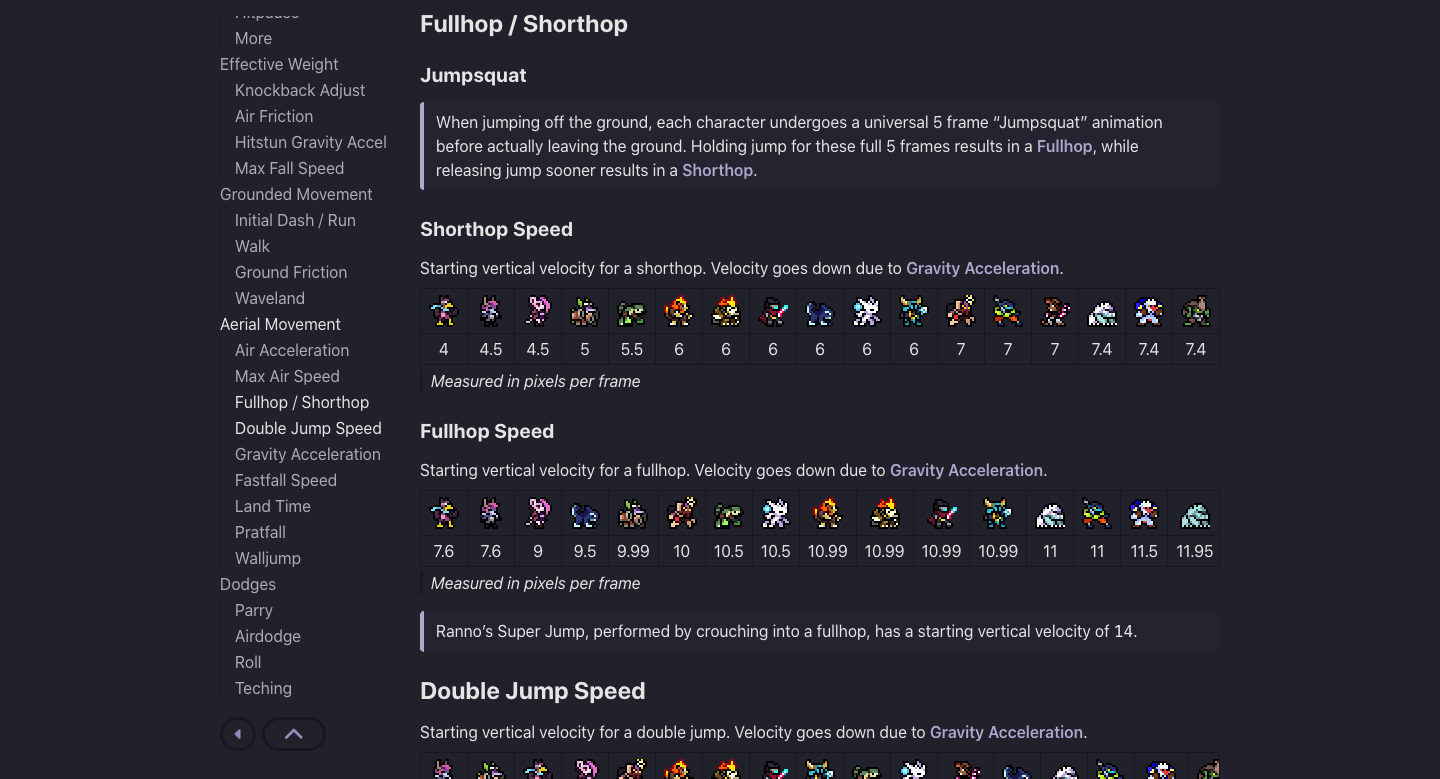 Hitpause
More
Effective Weight
Knockback Adjust
Air Friction
Hitstun Gravity Accel
Max Fall Speed
Grounded Movement
Initial Dash / Run
Walk
Ground Friction
Waveland
Aerial Movement
Air Acceleration
Max Air Speed
Fullhop / Shorthop
Double Jump Speed
Gravity Acceleration
Fastfall Speed
Land Time
Pratfall
Walljump
Dodges
Parry
Airdodge
Roll
Teching
Fullhop / Shorthop
Jumpsquat
When jumping off the ground, each character undergoes a universal 5 frame “Jumpsquat” animation
before actually leaving the ground. Holding jump for these full 5 frames results in a Fullhop, while
releasing jump sooner results in a Shorthop.
Shorthop Speed
Starting vertical velocity for a shorthop. Velocity goes down due to Gravity Acceleration.
4 4.5 4.5 5 5.5 6 6 6 6 6 6 7 7 7 7.4 7.4 7.4
Measured in pixels per frame
Fullhop Speed
Starting vertical velocity for a fullhop. Velocity goes down due to Gravity Acceleration.
7.6 7.6 9 9.5 9.99 10 10.5 10.5 10.99 10.99 10.99 10.99 11 11 11.5 11.95
Measured in pixels per frame
Ranno’s Super Jump, performed by crouching into a fullhop, has a starting vertical velocity of 14.
Double Jump Speed
Starting vertical velocity for a double jump. Velocity goes down due to Gravity Acceleration.